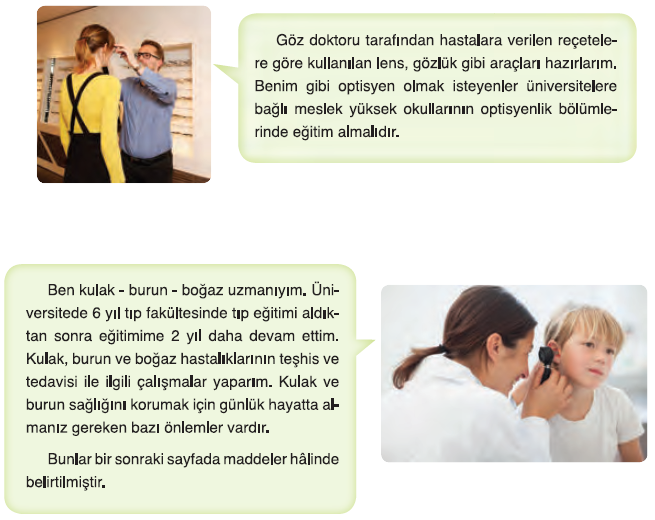 Göz doktoru tarafından hastalara verilen reçetele-
re göre kullanılan lens, gözlük gibi araçları hazırlarım.
Benim gibi optisyen olmak isteyenler üniversitelere
bağlı meslek yüksek okullarının optisyenlik bölümle-
rinde eğitim almalıdır.
Ben kulak - burun - boğaz uzmanıyım. Üni-
versitede 6 yıl tıp fakültesinde tıp eğitimi aldık-
tan sonra eğitimime 2 yıl daha devam ettim.
Kulak, burun ve boğaz hastalıklarının teşhis ve
tedavisi ile ilgili çalışmalar yaparım. Kulak ve
burun sağlığını korumak için günlük hayatta al-
manız gereken bazı önlemler vardır.
Bunlar bir sonraki sayfada maddeler hâlinde
belirtilmiştir.